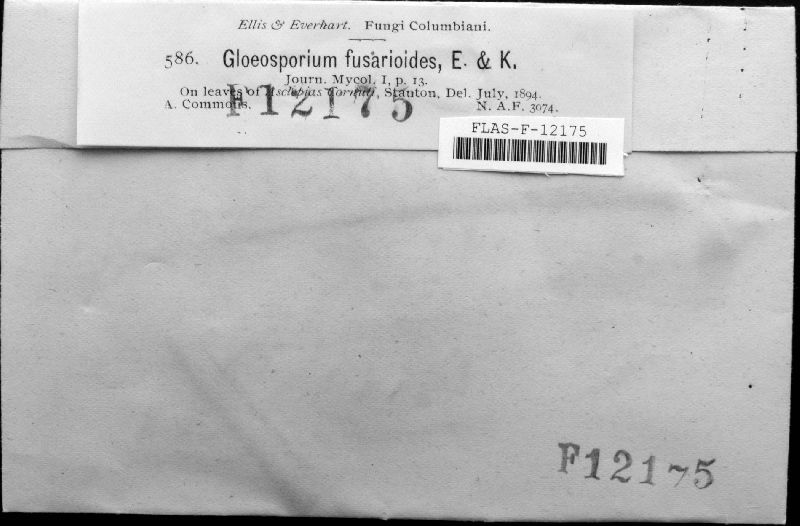 Ellis & Everhart. Fungi Columbiani.
586. Gloeosporium fusarioides, E. & K.
Journ. Mycol. I, p. 13.
On leaves of Asclepias Cornuti, Stanton, Del. July, 1894.
A. Commons. N. A. F. 3074.
F12175
FLAS-F-12175
F12175